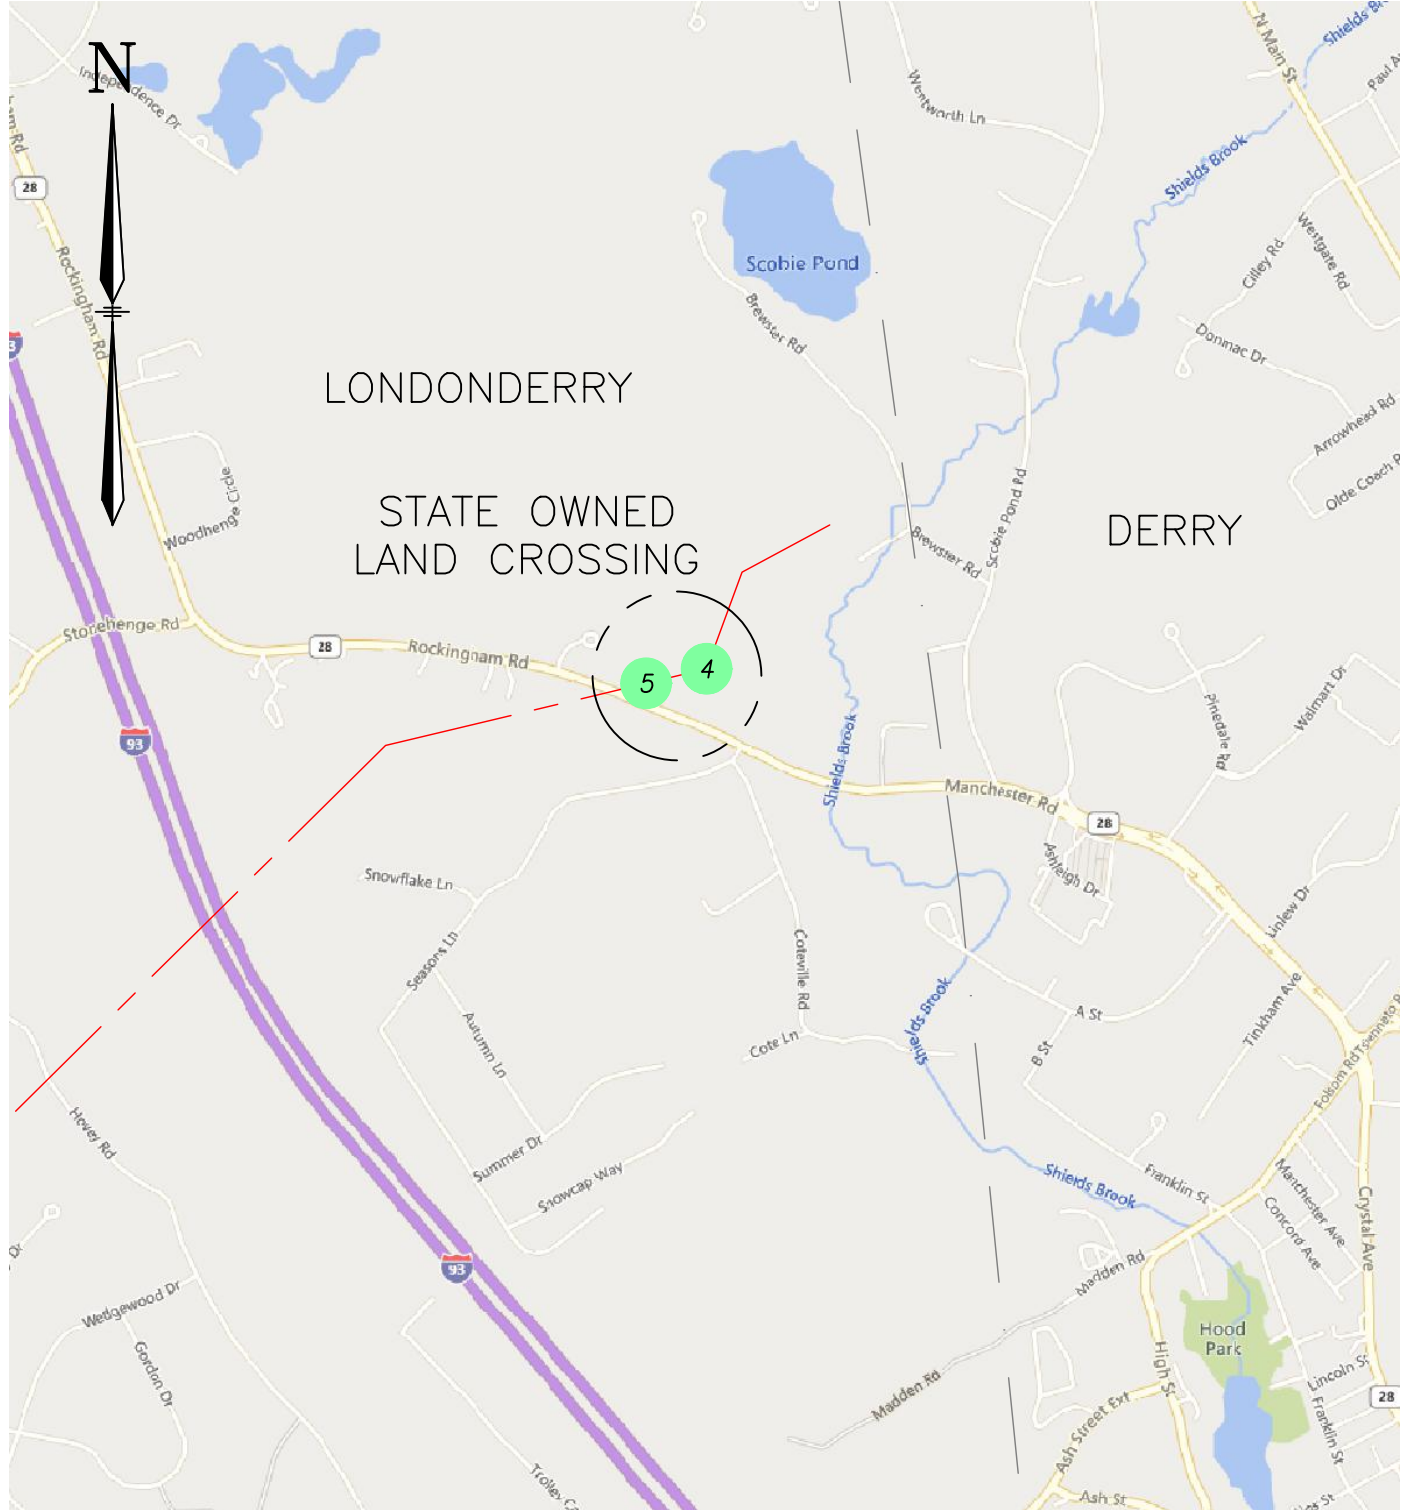 N
Independence Dr
28
Rockingham Rd
93
Woodhenge Circle
Stonehenge Rd
28
Rockingham Rd
LONDONDERRY
STATE OWNED
LAND CROSSING
5
4
Scobie Pond
Brewster Rd
Wentworth Ln
N Main St
Shields Brook
Cilley Rd
Westgate Rd
Donmac Dr
Arrowhead Rd
Olde Coach R
Scobie Pond Rd
Brewster Rd
DERRY
Pinedale Rd
Walmart Dr
Shields Brook
Manchester Rd
28
Ashleigh Dr
Linlew Dr
Snowflake Ln
Seasons Ln
Autumn Ln
Coteville Rd
Cote Ln
Shields Brook
A St
B St
Tinkham Ave
Folsom Rd
Hovey Rd
Summer Dr
Snowcap Way
Shields Brook
Franklin St
Manchester Ave
Concord Ave
Crystal Ave
93
Dr
Wedgewood Dr
Gordon Dr
Madden Rd
Hood
Park
High St
Lincoln St
28
Madden Rd
Franklin St
Ash Street Ext
Ash St
Trolley